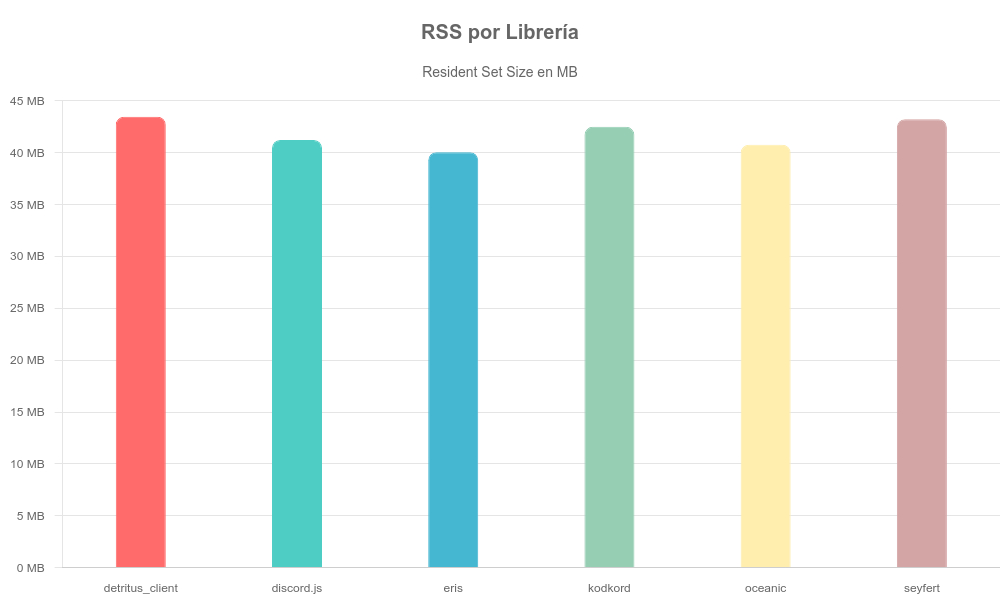 RSS por Librería
Resident Set Size en MB
45 MB
40 MB
35 MB
30 MB
25 MB
20 MB
15 MB
10 MB
5 MB
0 MB
detritus_client discord.js eris kodkord oceanic seyfert